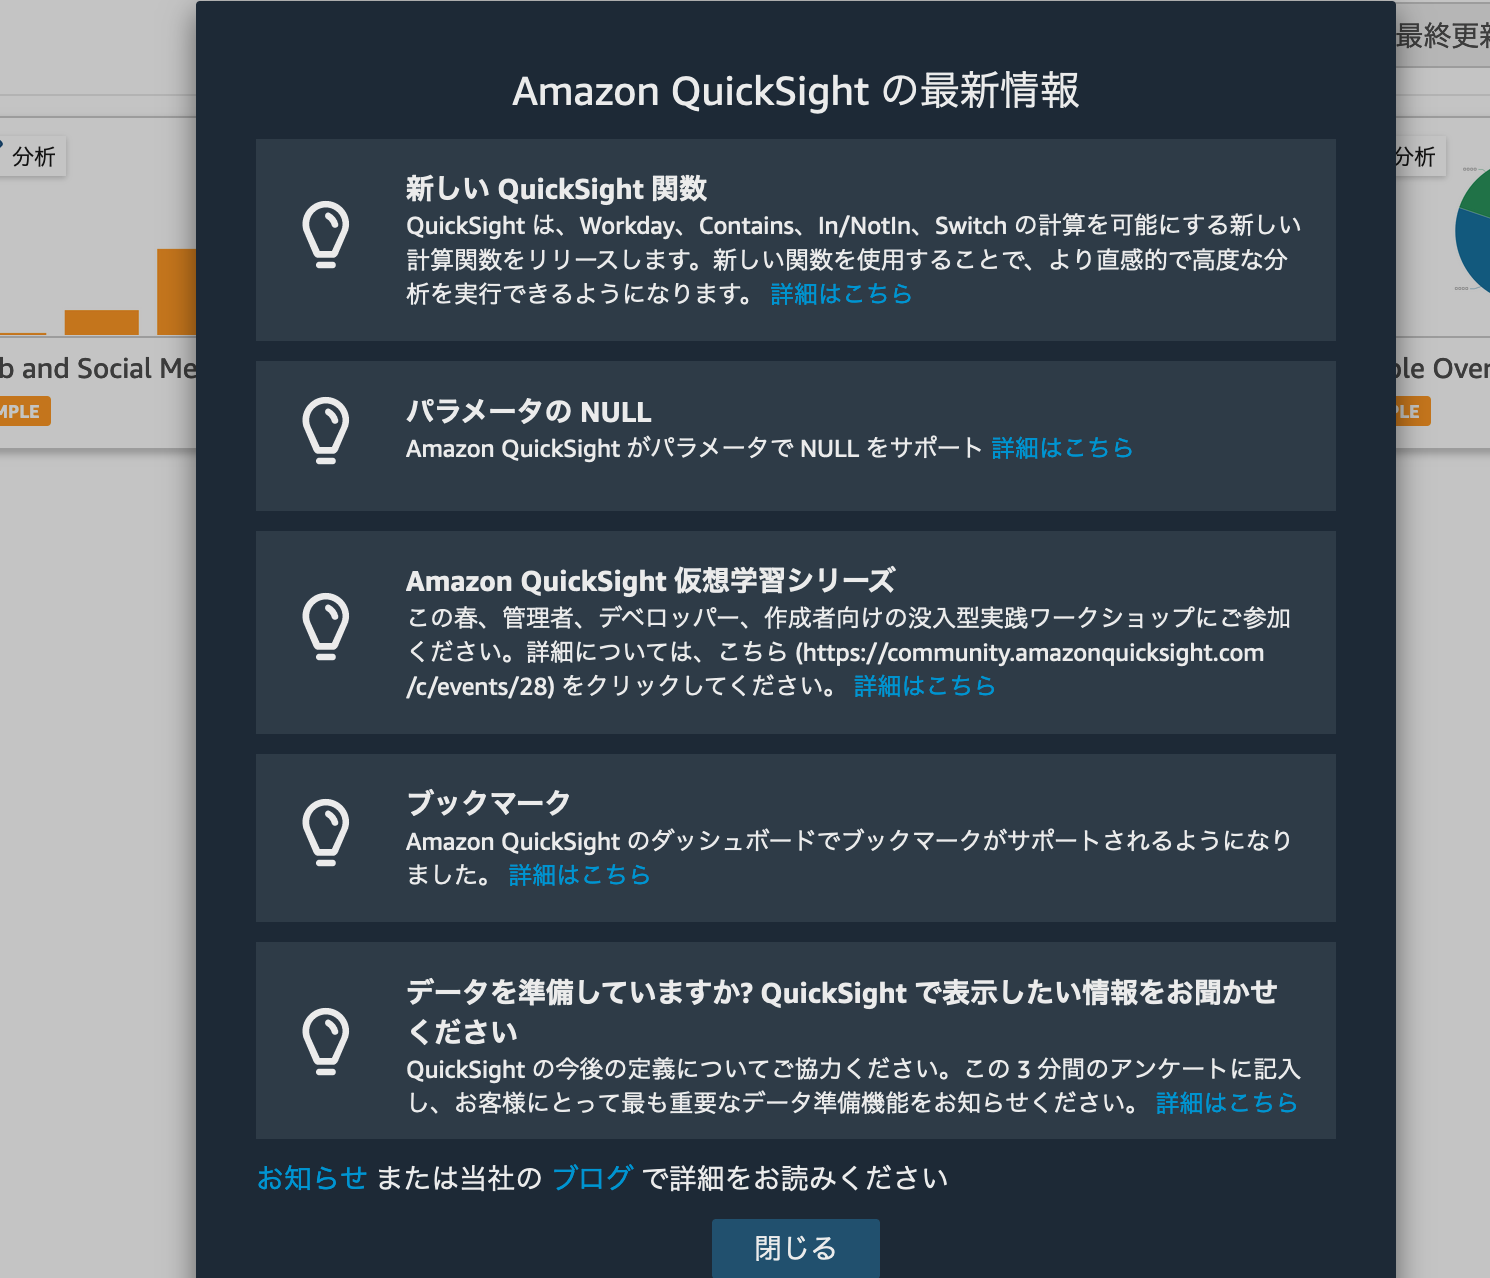 Amazon QuickSight の最新情報
最終更新
分析
分析
新しい QuickSight 関数
QuickSight は、Workday、Contains、In/NotIn、Switch の計算を可能にする新しい
計算関数をリリースします。新しい関数を使用することで、より直感的で高度な分
析を実行できるようになります。 詳細はこちら
b and Social Me
ple Over
MPLE
PLE
パラメータの NULL
Amazon QuickSight がパラメータで NULL をサポート 詳細はこちら
Amazon QuickSight 仮想学習シリーズ
この春、管理者、デベロッパー、作成者向けの没入型実践ワークショップにご参加
ください。詳細については、こちら (https://community.amazonquicksight.com
/c/events/28) をクリックしてください。 詳細はこちら
ブックマーク
Amazon QuickSight のダッシュボードでブックマークがサポートされるようになり
ました。 詳細はこちら
データを準備していますか? QuickSight で表示したい情報をお聞かせ
ください
QuickSight の今後の定義についてご協力ください。この 3 分間のアンケートに記入
し、お客様にとって最も重要なデータ準備機能をお知らせください。 詳細はこちら
お知らせ または当社の ブログ で詳細をお読みください
閉じる